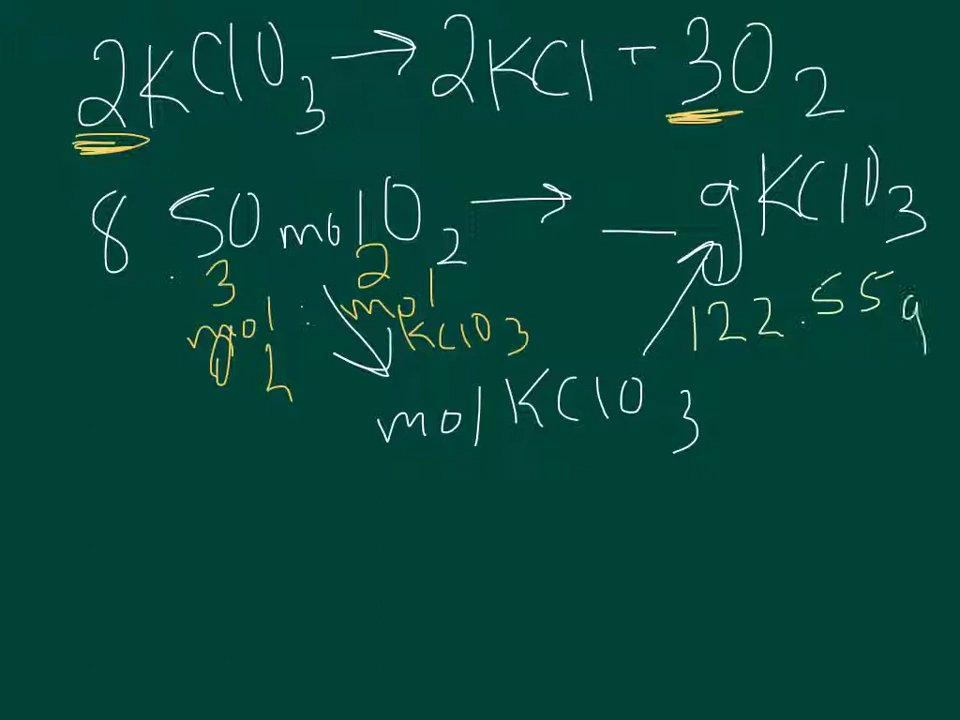 2KClO3 → 2KCl + 3O2
8.50 mol O2 → __ g KClO3
3 mol O2 : 2 mol KClO3
122.55 g
mol KClO3